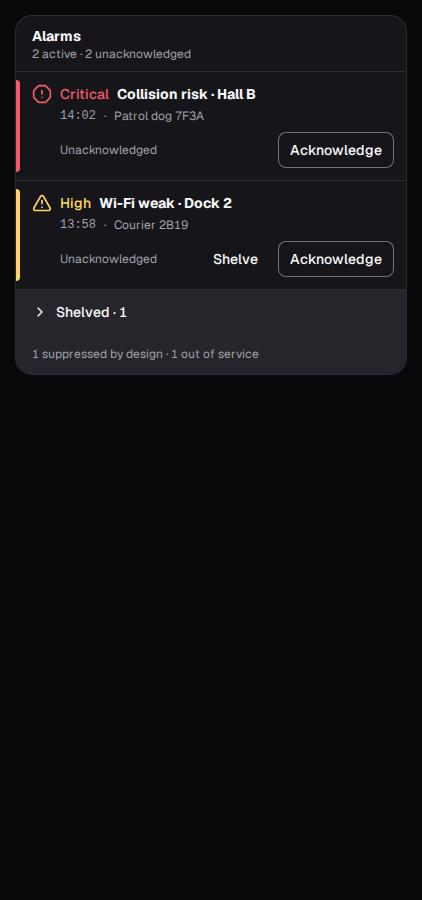 Alarms
2 active · 2 unacknowledged
Critical Collision risk · Hall B
14:02 · Patrol dog 7F3A
Unacknowledged Acknowledge
High Wi-Fi weak · Dock 2
13:58 · Courier 2B19
Unacknowledged Shelve Acknowledge
Shelved · 1
1 suppressed by design · 1 out of service